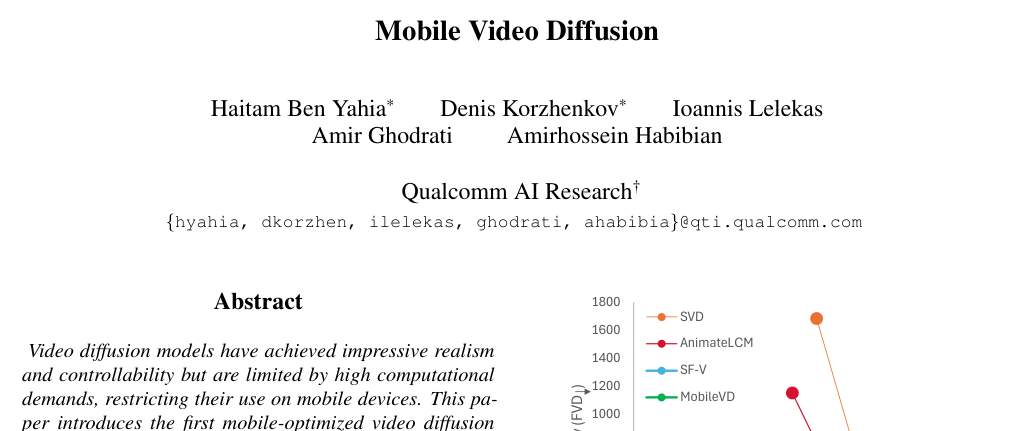 Mobile Video Diffusion
Haitam Ben Yahia* Denis Korzhenkov* Ioannis Lelekas
Amir Ghodrati Amirhossein Habibian
Qualcomm AI Research†
{hyahia, dkorzhen, ilelekas, ghodrati, ahabibia}@qti.qualcomm.com
Abstract
Video diffusion models have achieved impressive realism
and controllability but are limited by high computational
demands, restricting their use on mobile devices. This pa-
per introduces the first mobile-optimized video diffusion
1800
1600
1400
1200
1000
SVD
AnimateLCM
SF-V
MobileVD
(FVD↓)